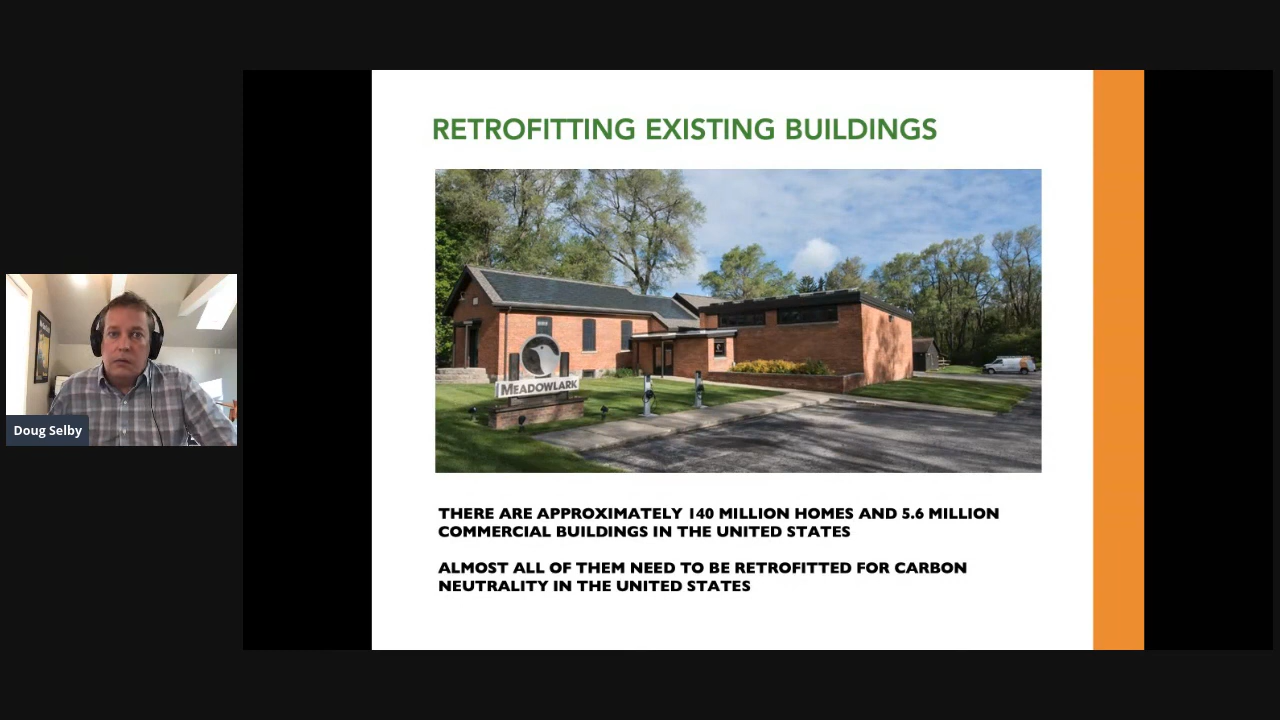 RETROFITTING EXISTING BUILDINGS
MEADOWLARK
Doug Selby
THERE ARE APPROXIMATELY 140 MILLION HOMES AND 5.6 MILLION
COMMERCIAL BUILDINGS IN THE UNITED STATES
ALMOST ALL OF THEM NEED TO BE RETROFITTED FOR CARBON
NEUTRALITY IN THE UNITED STATES